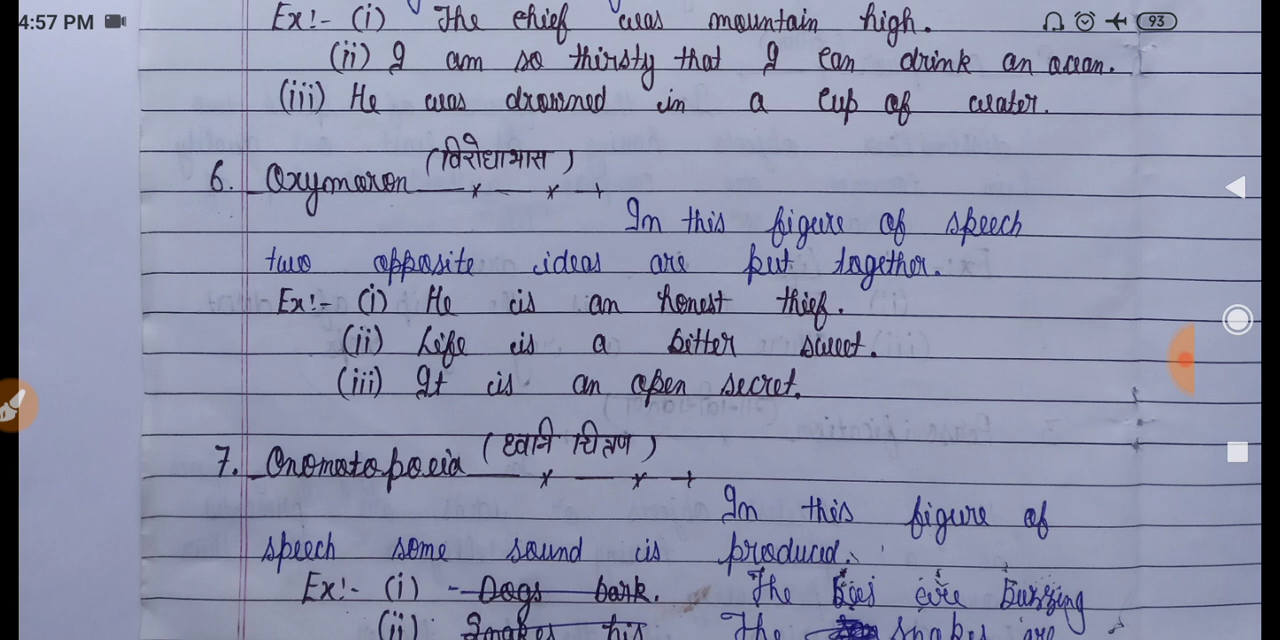 4:57 PM
93
Ex:- (i) The chief was mountain high.
(ii) I am so thirsty that I can drink an ocean.
(iii) He was drowned in a cup of water.
(विरोधाभास)
6. Oxymaron
In this figure of speech
two opposite ideas are put together.
Ex:- (i) He is an honest thief.
(ii) Life is a bitter sweet.
(iii) It is an open secret.
(ध्वनि चित्रण)
7. Onomatopoeia
In this figure of
speech some sound is produced.
Ex:- (i) Dogs bark. The Bees are Buzzing
(ii) Snakes his The snakes are